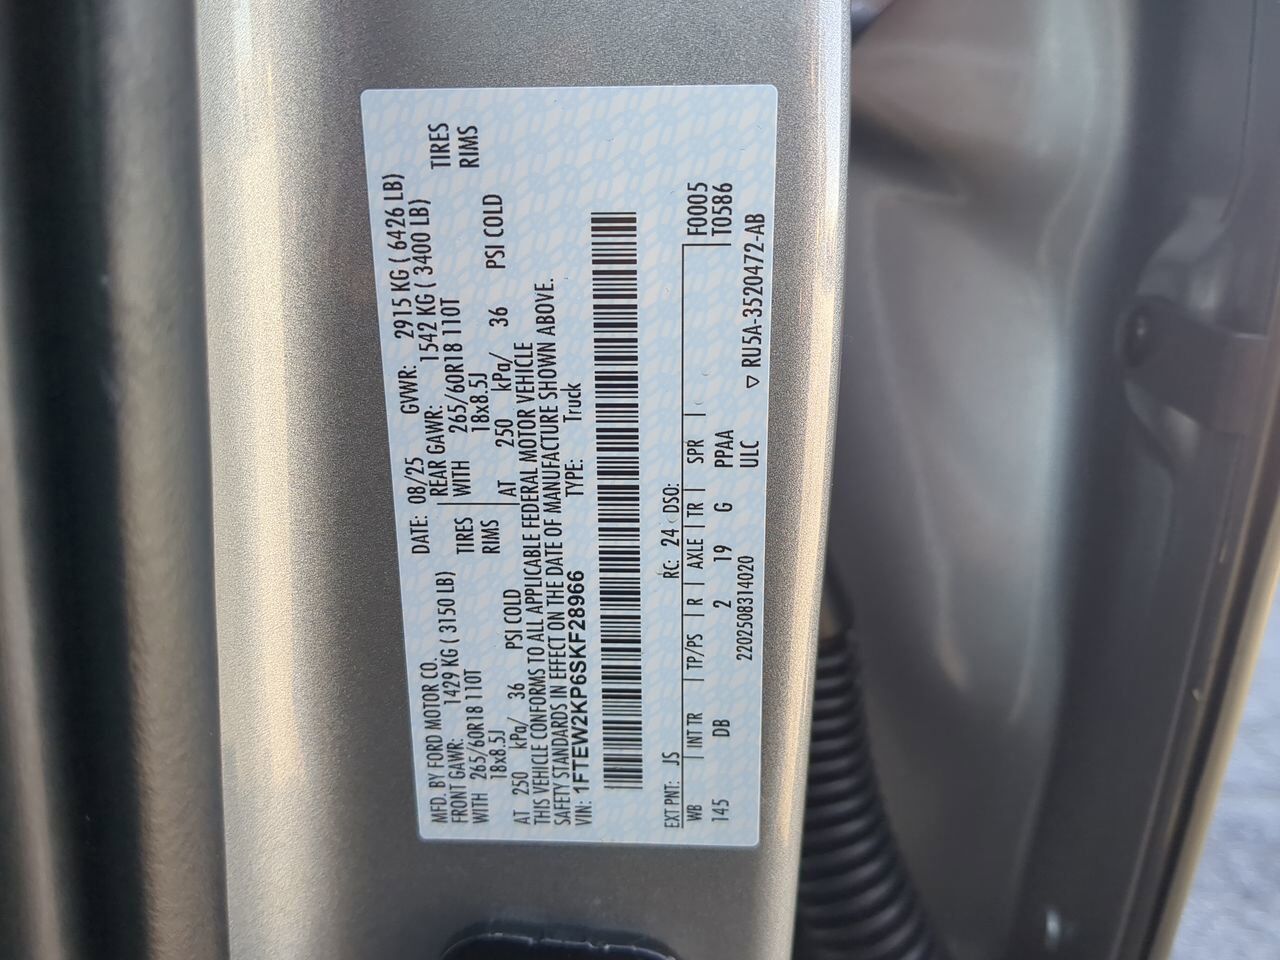 MFD. BY FORD MOTOR CO.
DATE: 08/25 GVWR: 2915 KG ( 6426 LB)
FRONT GAWR: 1429 KG ( 3150 LB)
REAR GAWR: 1542 KG ( 3400 LB)
WITH 265/60R18 110T TIRES
WITH 265/60R18 110T TIRES
18x8.5J RIMS
18x8.5J RIMS
AT 250 kPa/ 36 PSI COLD
AT 250 kPa/ 36 PSI COLD
THIS VEHICLE CONFORMS TO ALL APPLICABLE FEDERAL MOTOR VEHICLE
SAFETY STANDARDS IN EFFECT ON THE DATE OF MANUFACTURE SHOWN ABOVE.
VIN: 1FTEW2KP6SKF28966 TYPE: Truck
EXT PNT: JS RC: 24 DSO:
WB INT TR TP/PS R AXLE TR SPR F0005
145 DB 2 19 G PPAA T0586
2202508314020 ULC
▽ RU5A-3520472-AB